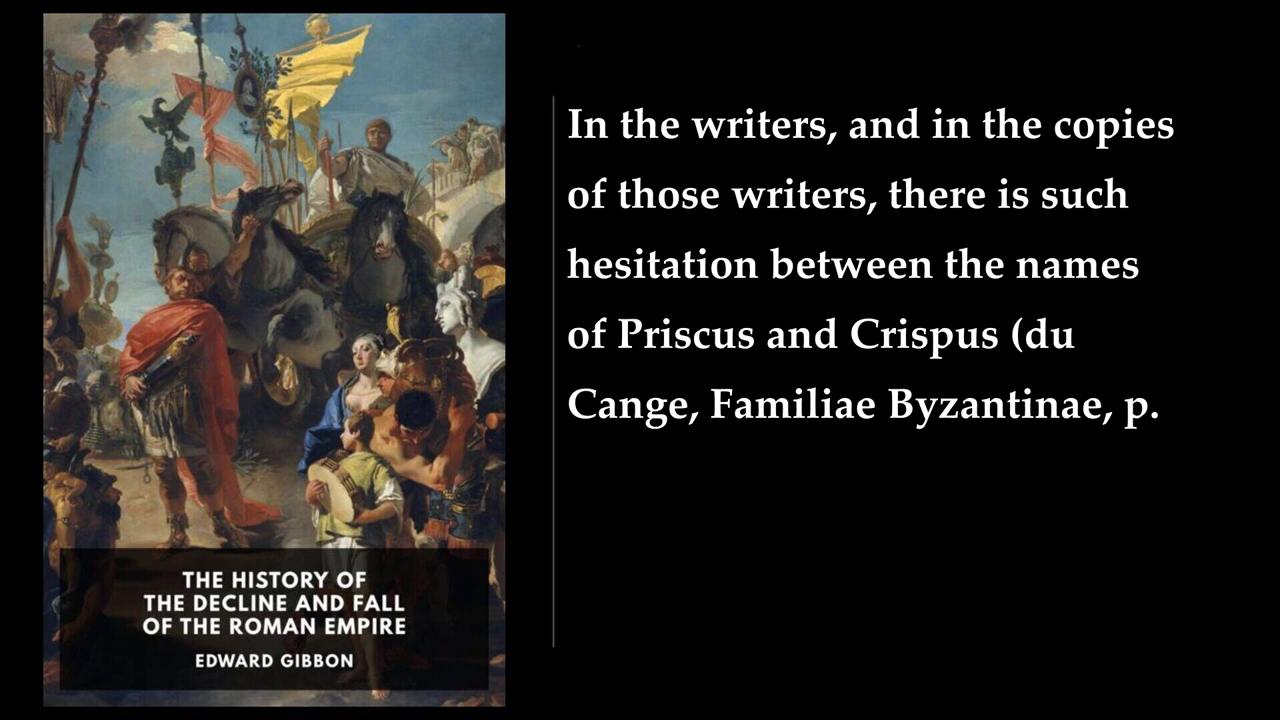 In the writers, and in the copies
of those writers, there is such
hesitation between the names
of Priscus and Crispus (du
Cange, Familiae Byzantinae, p.
THE HISTORY OF
THE DECLINE AND FALL
OF THE ROMAN EMPIRE
EDWARD GIBBON